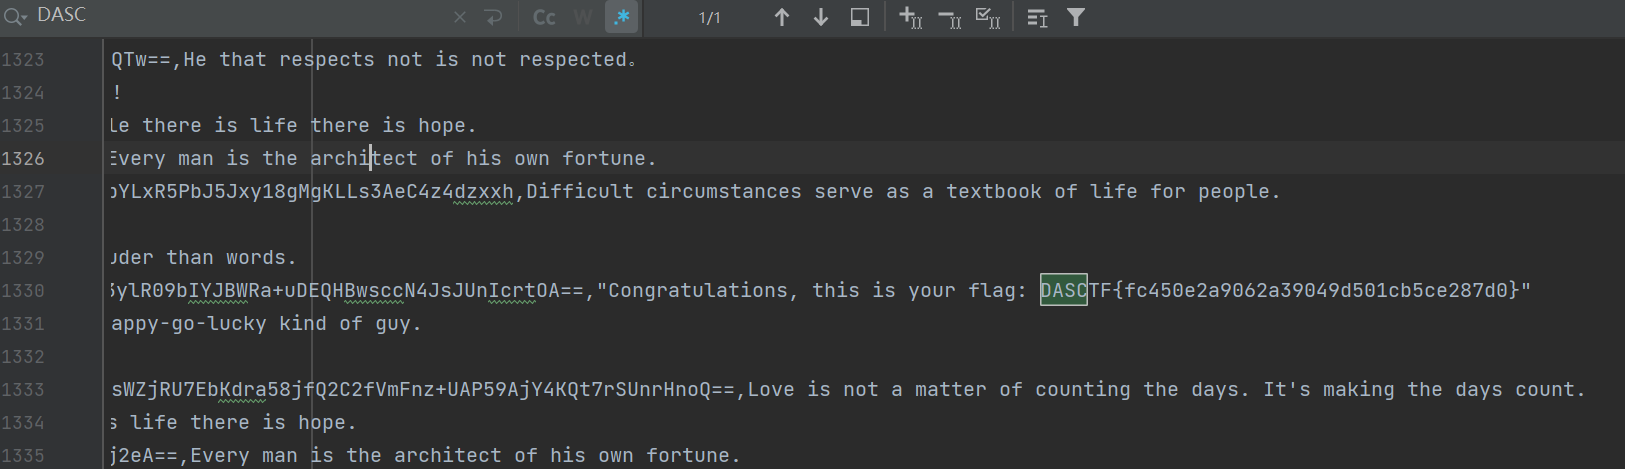 DASC Cc W .* 1/1
1323 QTw==,He that respects not is not respected。
1324 !
1325 le there is life there is hope.
1326 Every man is the architect of his own fortune.
1327 bYLxR5PbJ5Jxy18gMgKLLs3AeC4z4dzxxh,Difficult circumstances serve as a textbook of life for people.
1328
1329 uder than words.
1330 3ylR09bIYJBWRa+uDEQHBwsccN4JsJUnIcrtOA==,"Congratulations, this is your flag: DASCTF{fc450e2a9062a39049d501cb5ce287d0}"
1331 appy-go-lucky kind of guy.
1332
1333 sWZjRU7EbKdra58jfQ2C2fVmFnz+UAP59AjY4KQt7rSUnrHnoQ==,Love is not a matter of counting the days. It's making the days count.
1334 s life there is hope.
1335 j2eA==,Every man is the architect of his own fortune.